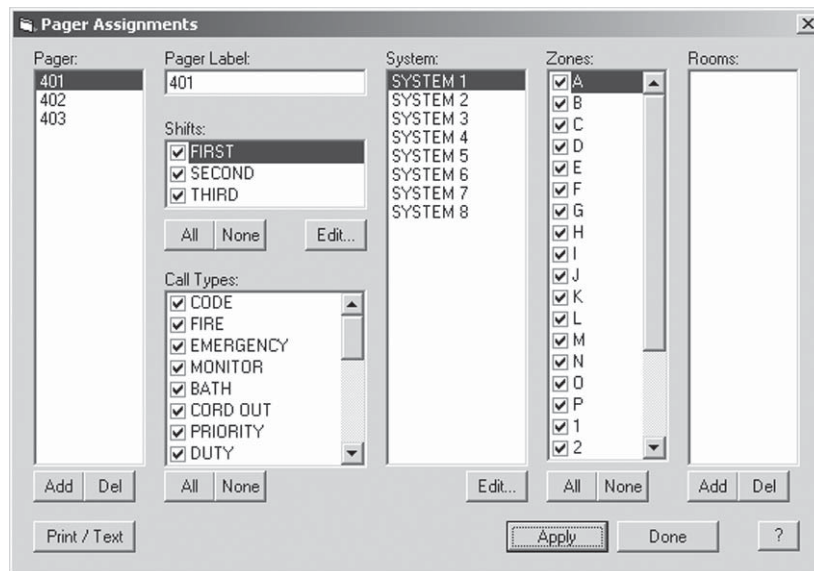 Pager Assignments
Pager:
401
402
403
Add Del
Print / Text
Pager Label:
401
Shifts:
FIRST
SECOND
THIRD
All None Edit...
Call Types:
CODE
FIRE
EMERGENCY
MONITOR
BATH
CORD OUT
PRIORITY
DUTY
All None
System:
SYSTEM 1
SYSTEM 2
SYSTEM 3
SYSTEM 4
SYSTEM 5
SYSTEM 6
SYSTEM 7
SYSTEM 8
Edit...
Zones:
A
B
C
D
E
F
G
H
I
J
K
L
M
N
O
P
1
2
All None
Rooms:
Add Del
Apply Done ?